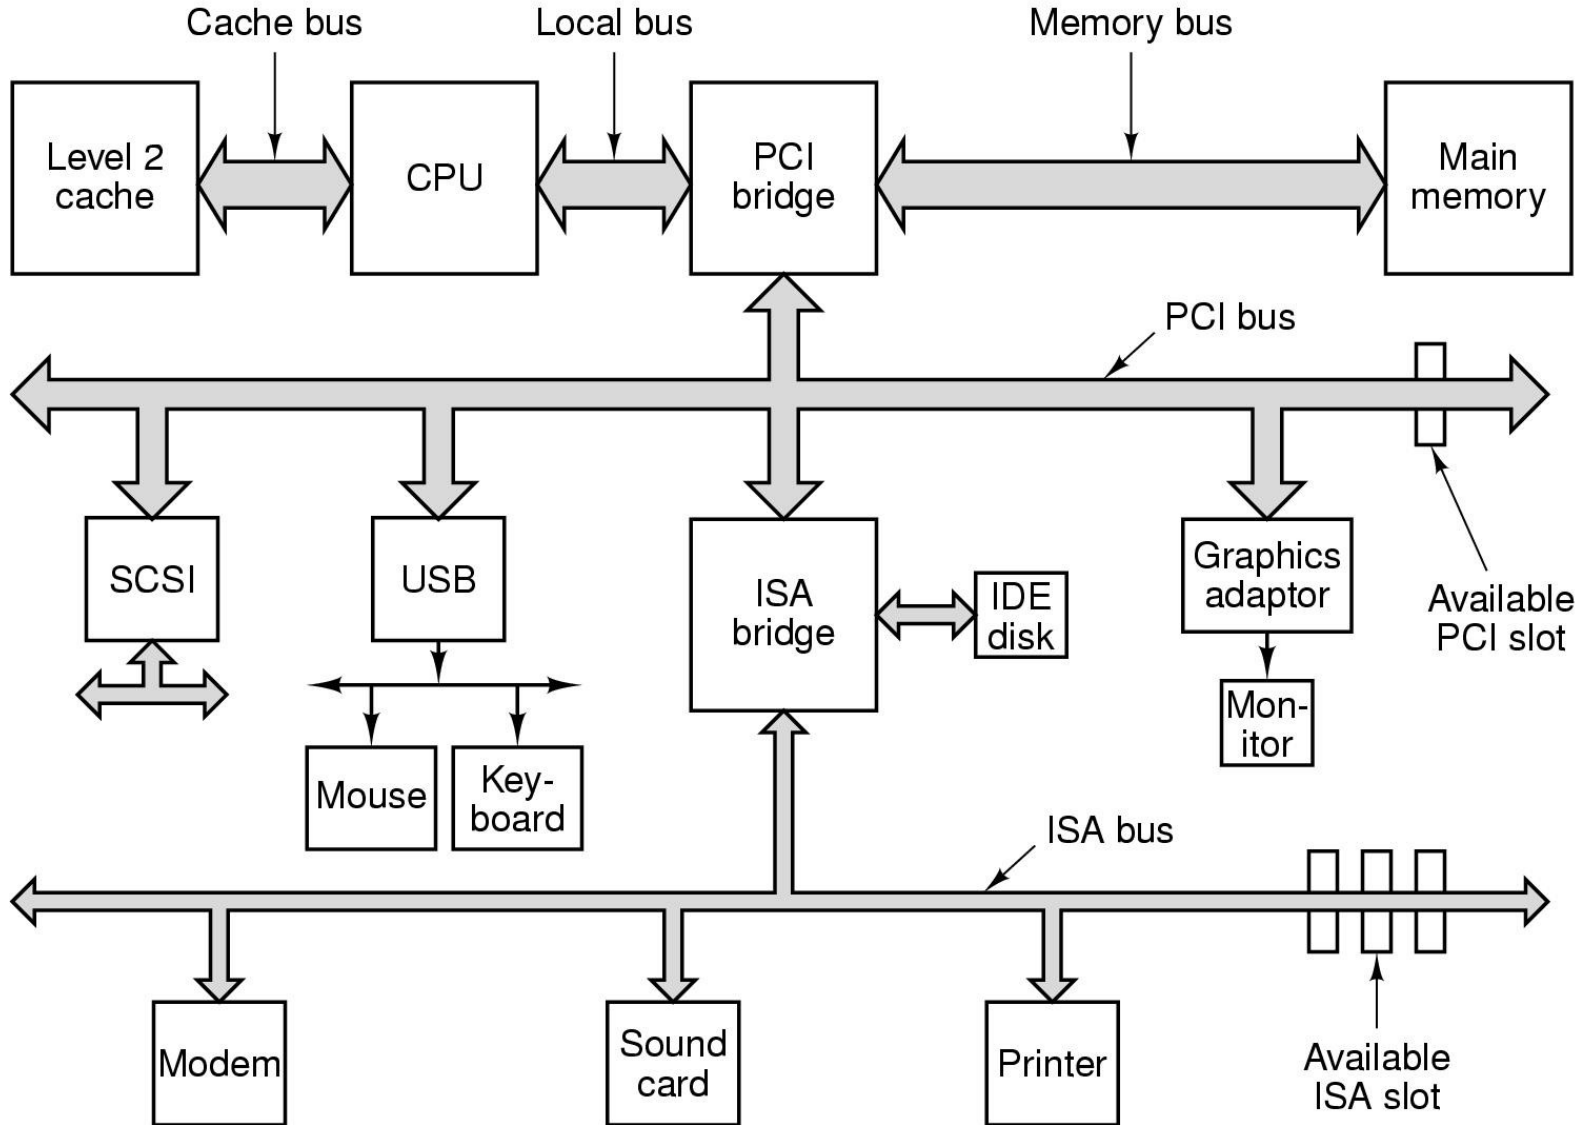 Cache bus
Local bus
Memory bus
Level 2
cache
CPU
PCI
bridge
Main
memory
PCI bus
SCSI
USB
ISA
bridge
IDE
disk
Graphics
adaptor
Available
PCI slot
Mon-
itor
Mouse
Key-
board
ISA bus
Modem
Sound
card
Printer
Available
ISA slot